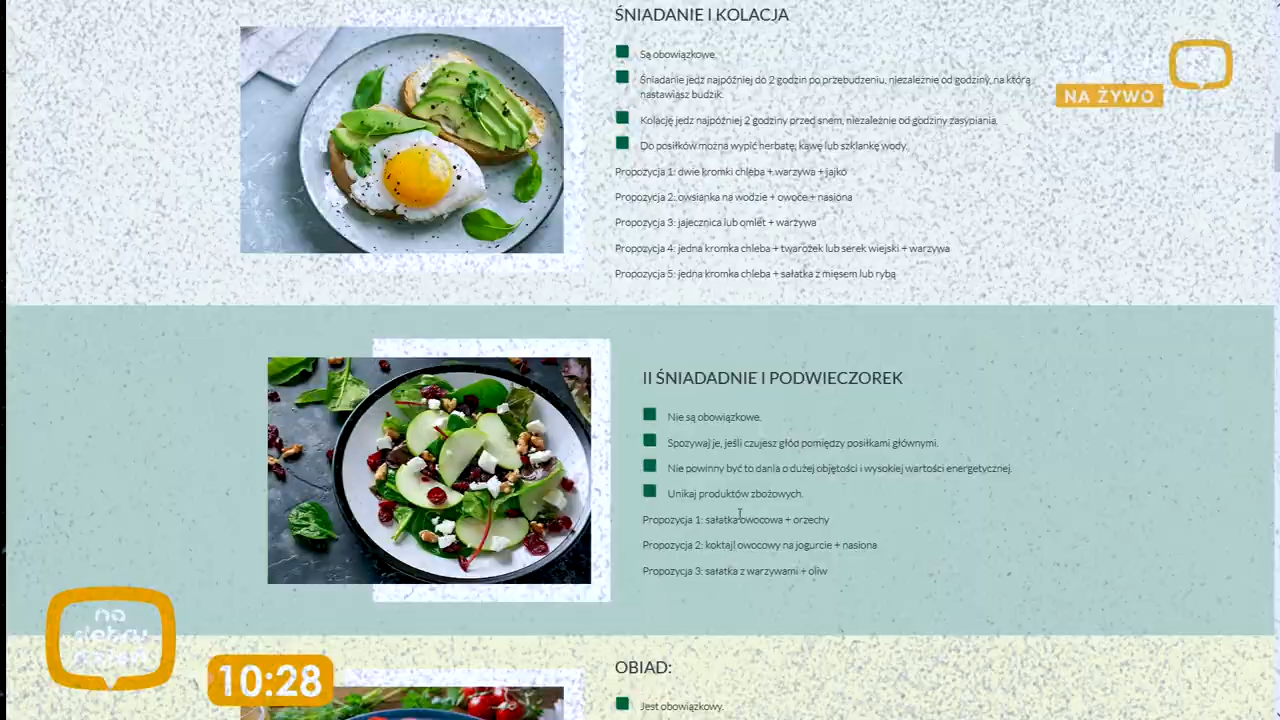 ŚNIADANIE I KOLACJA
Są obowiązkowe.
Śniadanie jedz najpóźniej do 2 godzin po przebudzeniu, niezależnie od godziny, na którą
nastawiasz budzik.
Kolację jedz najpóźniej 2 godziny przed snem, niezależnie od godziny zasypiania.
Do posiłków można wypić herbatę, kawę lub szklankę wody.
Propozycja 1: dwie kromki chleba + warzywa + jajko
Propozycja 2: owsianka na wodzie + owoce + nasiona
Propozycja 3: jajecznica lub omlet + warzywa
Propozycja 4: jedna kromka chleba + twarożek lub serek wiejski + warzywa
Propozycja 5: jedna kromka chleba + sałatka z mięsem lub rybą
NA ŻYWO
II ŚNIADADNIE I PODWIECZOREK
Nie są obowiązkowe.
Spożywaj je, jeśli czujesz głód pomiędzy posiłkami głównymi.
Nie powinny być to dania o dużej objętości i wysokiej wartości energetycznej.
Unikaj produktów zbożowych.
Propozycja 1: sałatka owocowa + orzechy
Propozycja 2: koktajl owocowy na jogurcie + nasiona
Propozycja 3: sałatka z warzywami + oliw
OBIAD:
Jest obowiązkowy.
10:28